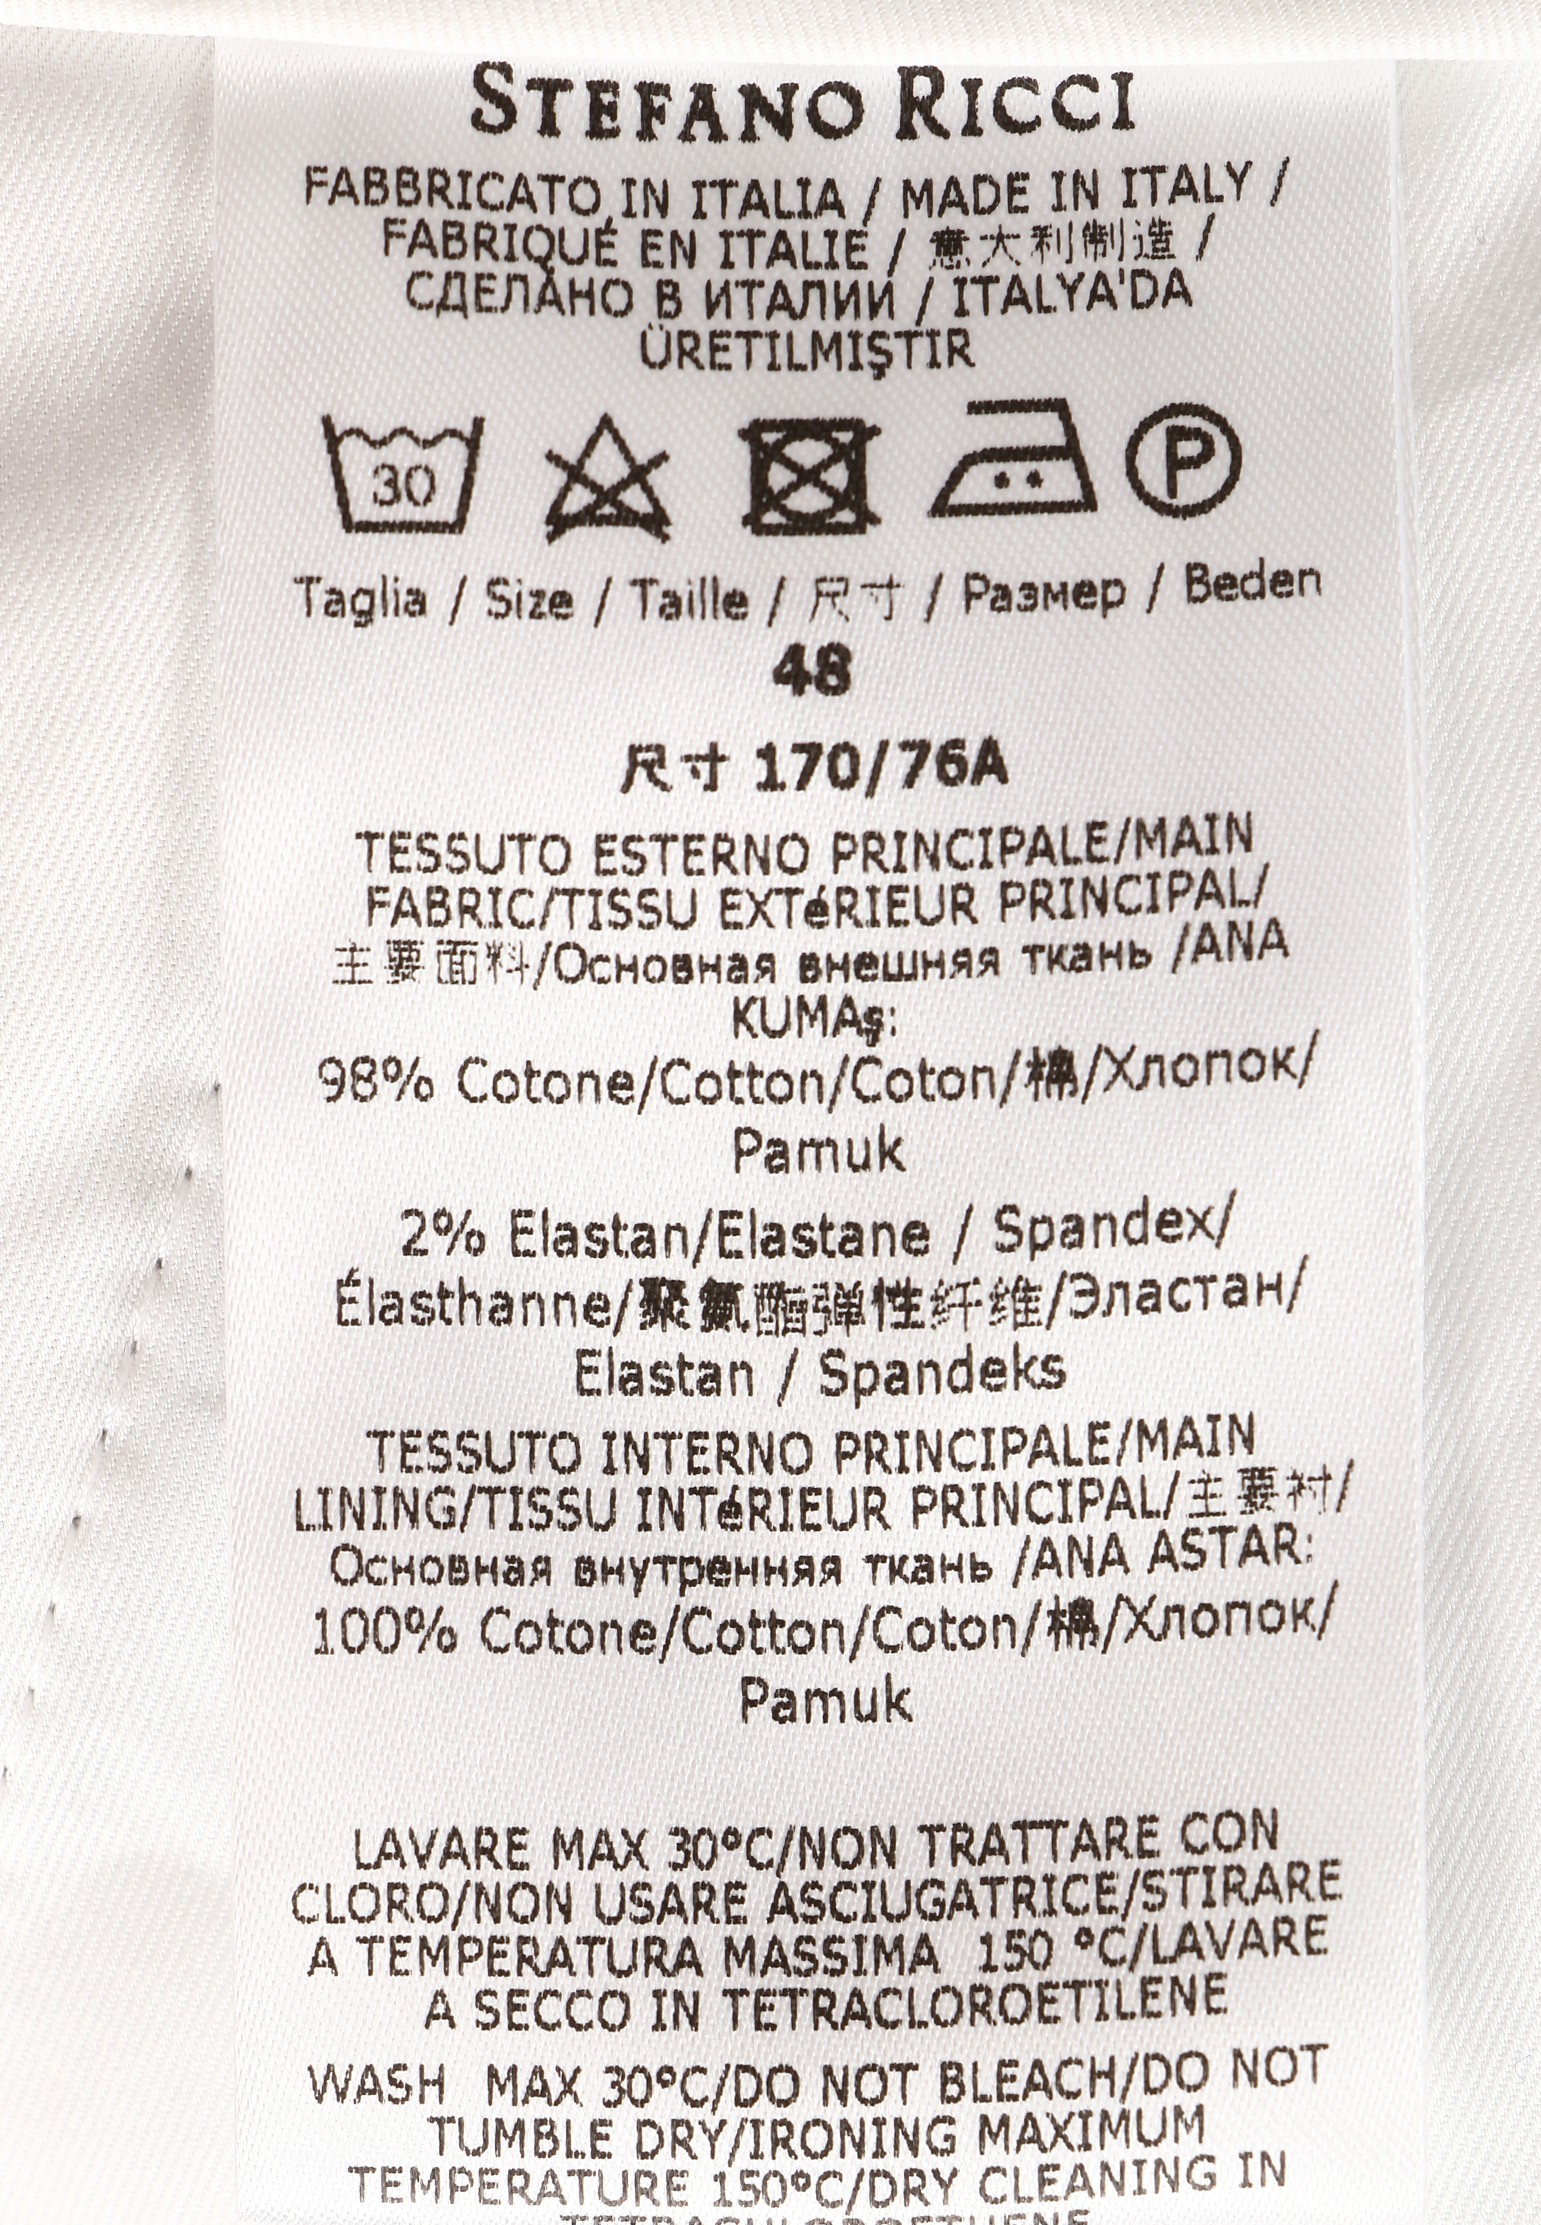 STEFANO RICCI
FABBRICATO IN ITALIA / MADE IN ITALY /
FABRIQUÉ EN ITALIE / 意大利制造 /
СДЕЛАНО В ИТАЛИИ / ITALYA'DA
ÜRETILMIŞTIR
30
P
Taglia / Size / Taille / 尺寸 / Размер / Beden
48
尺寸 170/76A
TESSUTO ESTERNO PRINCIPALE/MAIN
FABRIC/TISSU EXTéRIEUR PRINCIPAL/
主要面料/Основная внешняя ткань /ANA
KUMAş:
98% Cotone/Cotton/Coton/棉/Хлопок/
Pamuk
2% Elastan/Elastane / Spandex/
Élasthanne/聚氨酯弹性纤维/Эластан/
Elastan / Spandeks
TESSUTO INTERNO PRINCIPALE/MAIN
LINING/TISSU INTéRIEUR PRINCIPAL/主要衬/
Основная внутренняя ткань /ANA ASTAR:
100% Cotone/Cotton/Coton/棉/Хлопок/
Pamuk
LAVARE MAX 30°C/NON TRATTARE CON
CLORO/NON USARE ASCIUGATRICE/STIRARE
A TEMPERATURA MASSIMA 150 °C/LAVARE
A SECCO IN TETRACLOROETILENE
WASH MAX 30°C/DO NOT BLEACH/DO NOT
TUMBLE DRY/IRONING MAXIMUM
TEMPERATURE 150°C/DRY CLEANING IN